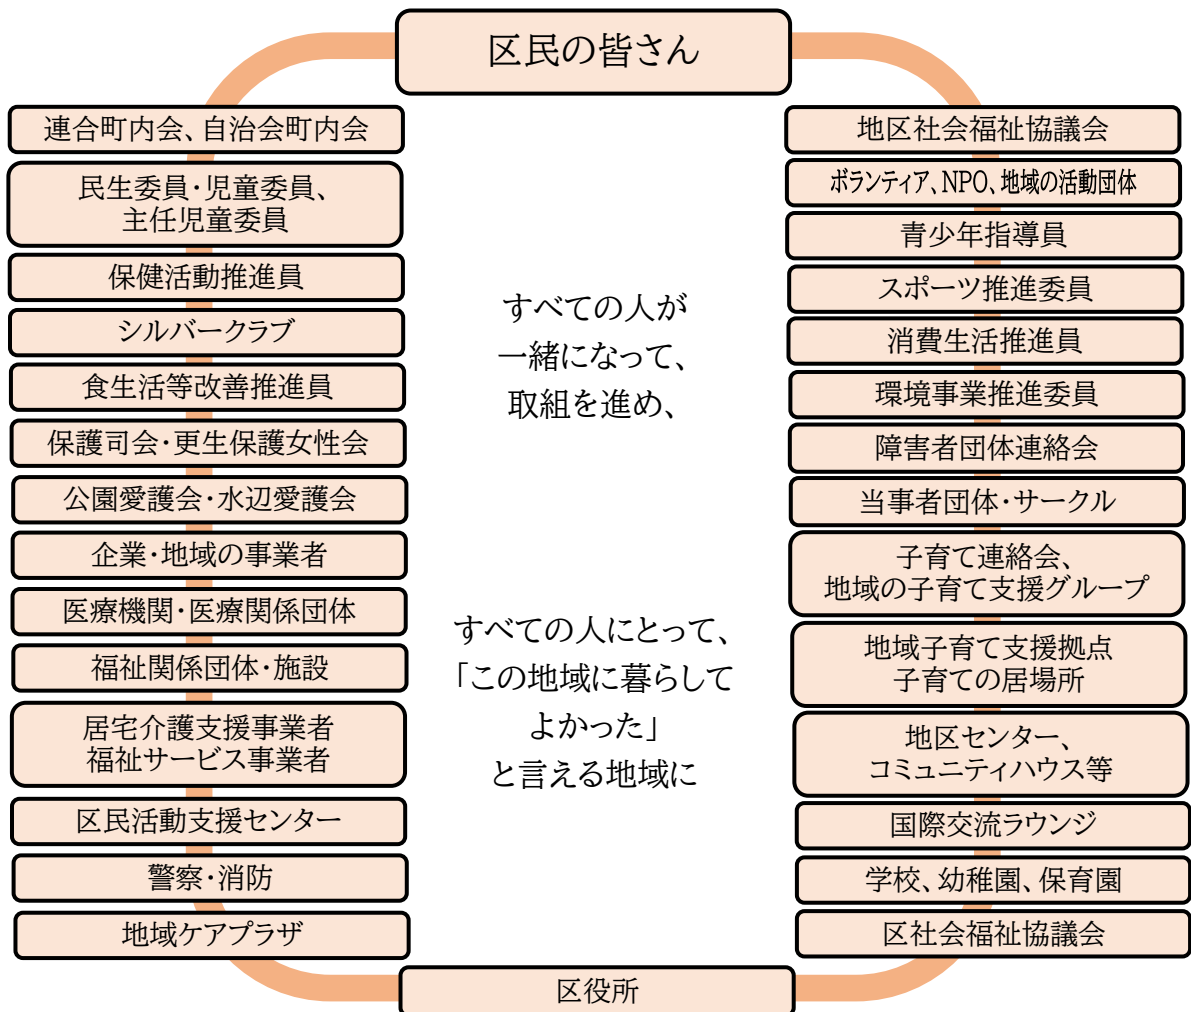 区民の皆さん
連合町内会、自治会町内会
民生委員・児童委員、
主任児童委員
保健活動推進員
シルバークラブ
食生活等改善推進員
保護司会・更生保護女性会
公園愛護会・水辺愛護会
企業・地域の事業者
医療機関・医療関係団体
福祉関係団体・施設
居宅介護支援事業者
福祉サービス事業者
区民活動支援センター
警察・消防
地域ケアプラザ
すべての人が
一緒になって、
取組を進め、
すべての人にとって、
「この地域に暮らして
よかった」
と言える地域に
地区社会福祉協議会
ボランティア、NPO、地域の活動団体
青少年指導員
スポーツ推進委員
消費生活推進員
環境事業推進委員
障害者団体連絡会
当事者団体・サークル
子育て連絡会、
地域の子育て支援グループ
地域子育て支援拠点
子育ての居場所
地区センター、
コミュニティハウス等
国際交流ラウンジ
学校、幼稚園、保育園
区社会福祉協議会
区役所